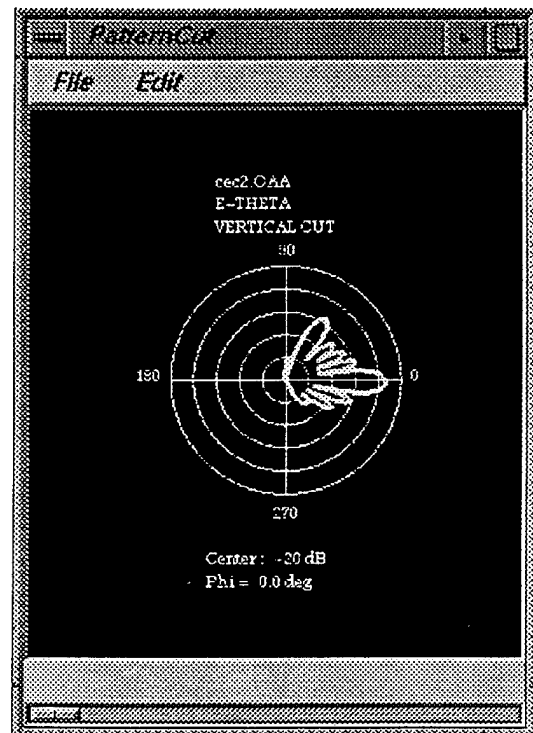 PatternCut
File Edit
cec2.OAA
E-THETA
VERTICAL CUT
90
180
0
270
Center: -20 dB
Phi = 0.0 deg